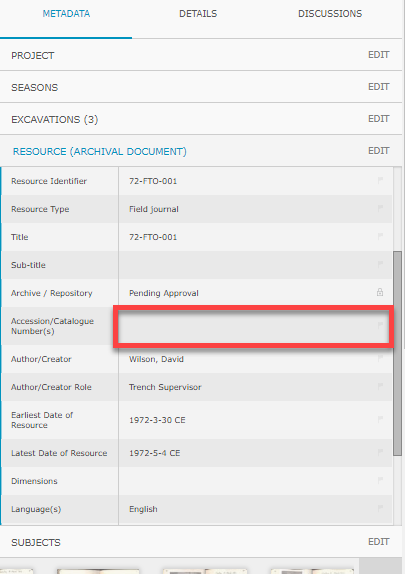 METADATA DETAILS DISCUSSIONS
PROJECT EDIT
SEASONS EDIT
EXCAVATIONS (3) EDIT
RESOURCE (ARCHIVAL DOCUMENT) EDIT
Resource Identifier 72-FTO-001
Resource Type Field journal
Title 72-FTO-001
Sub-title
Archive / Repository Pending Approval
Accession/Catalogue
Number(s)
Author/Creator Wilson, David
Author/Creator Role Trench Supervisor
Earliest Date of
Resource 1972-3-30 CE
Latest Date of Resource 1972-5-4 CE
Dimensions
Language(s) English
SUBJECTS EDIT